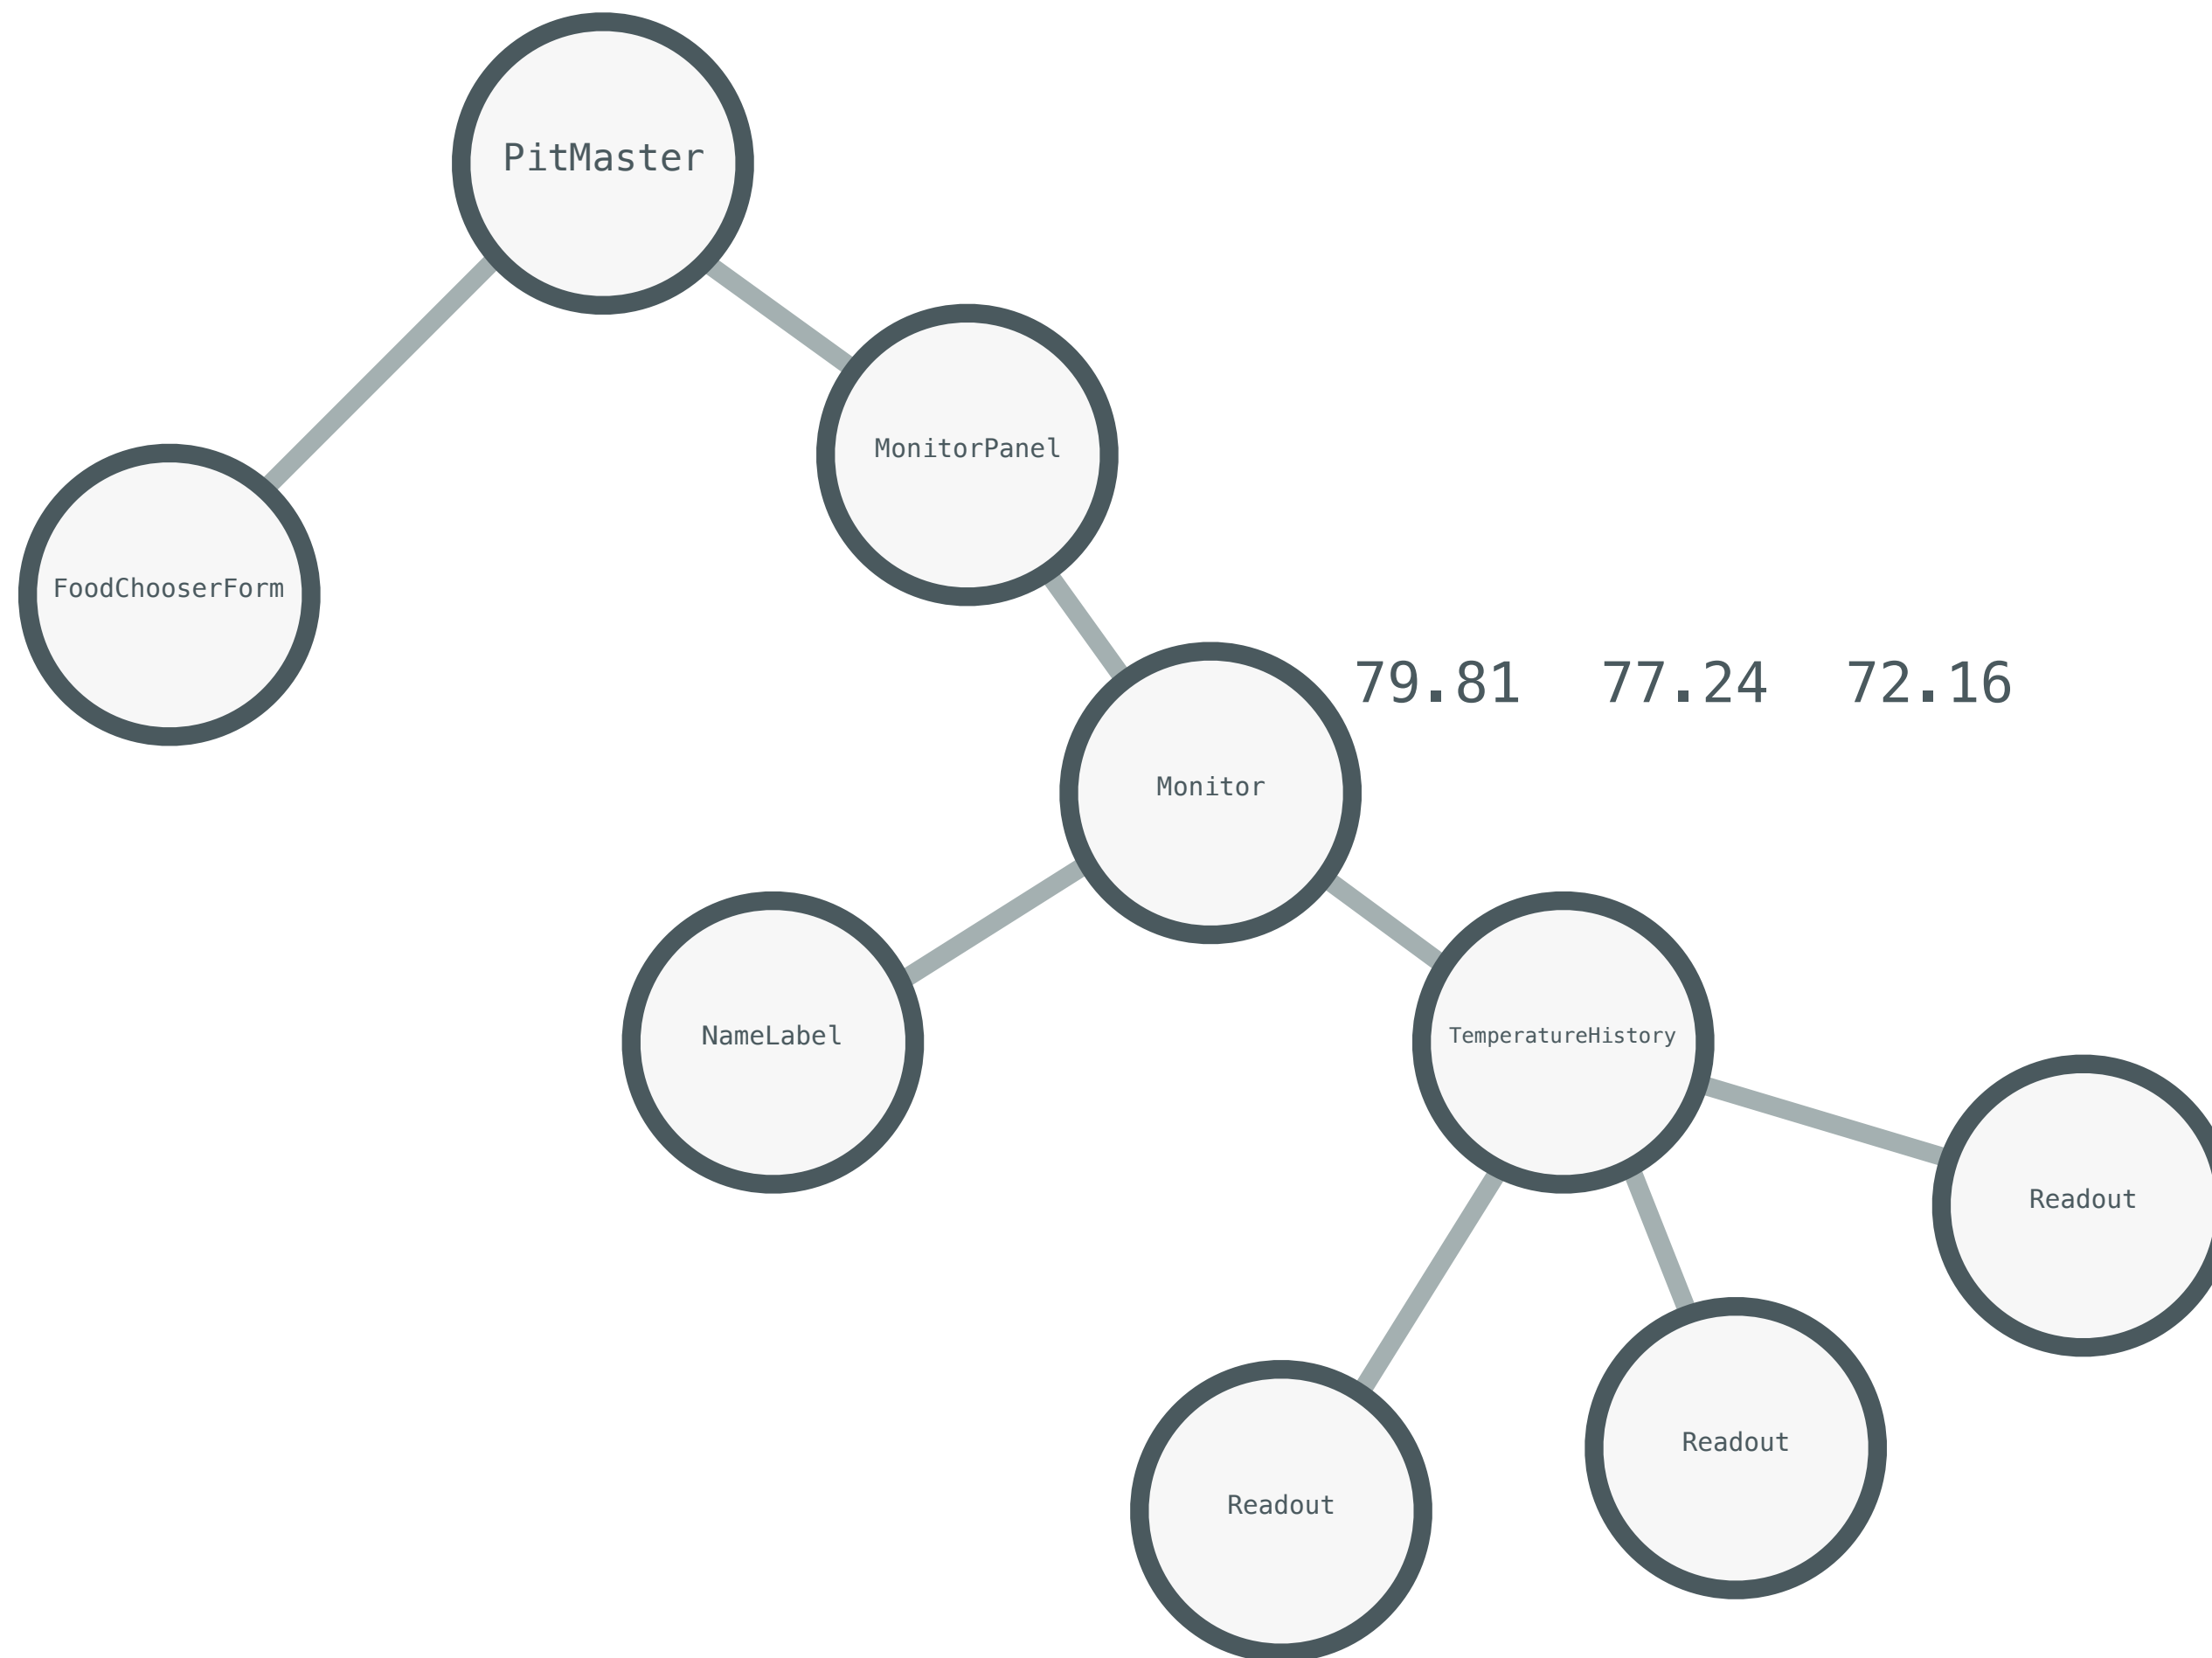 PitMaster
MonitorPanel
FoodChooserForm
79.81 77.24 72.16
Monitor
NameLabel
TemperatureHistory
Readout
Readout
Readout